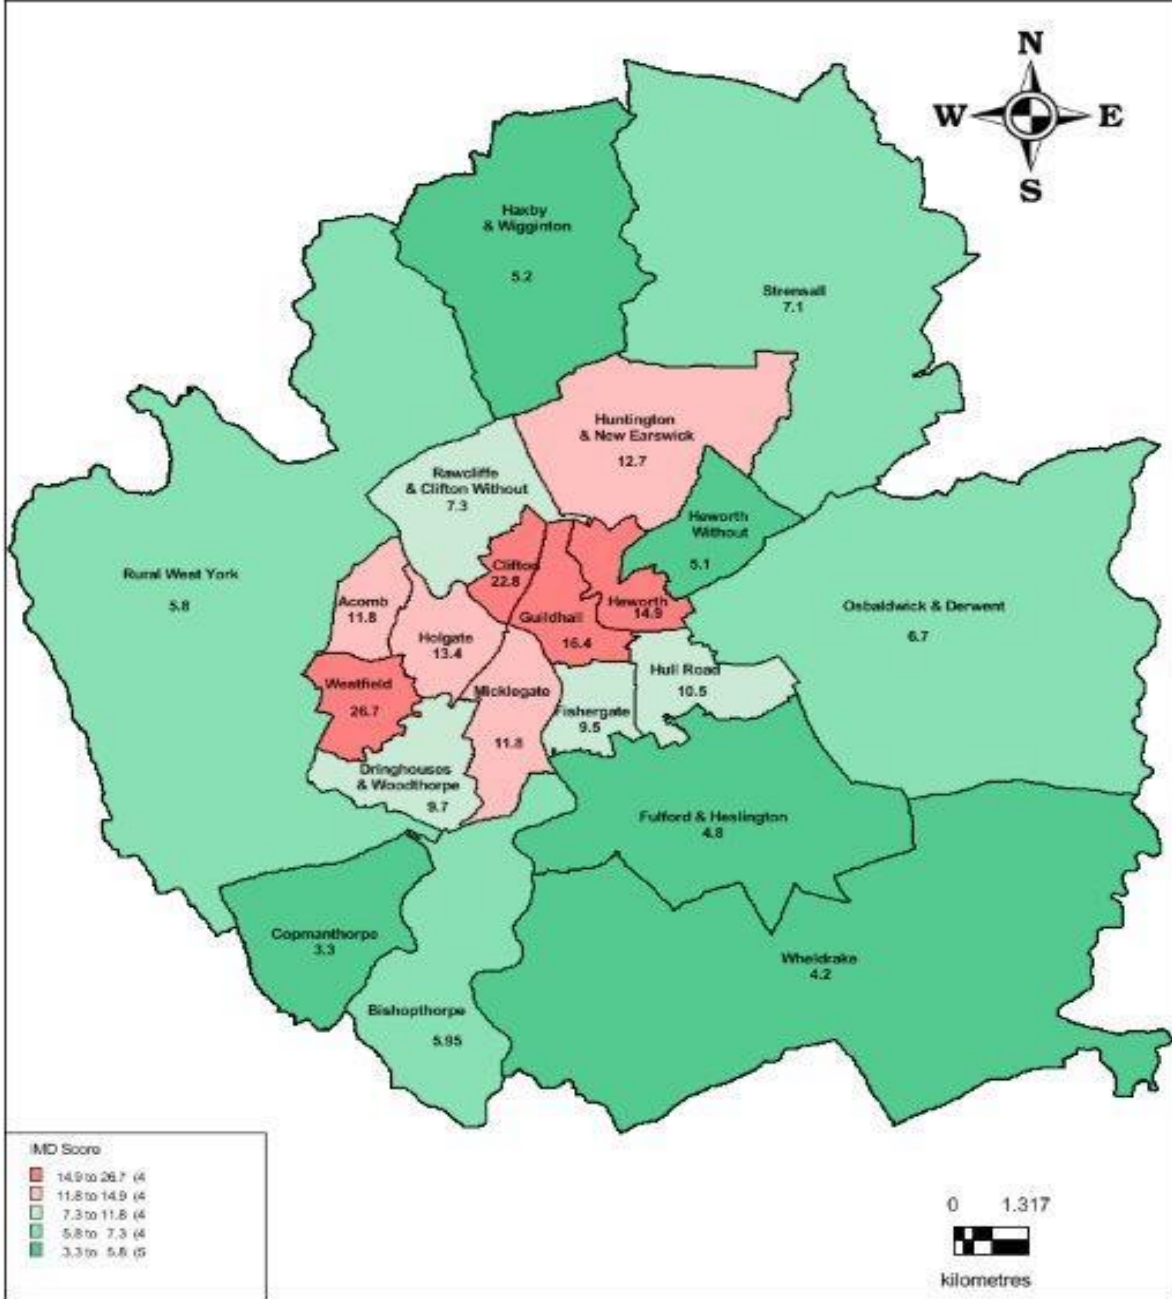 N
W E
S
Haxby
& Wigginton
5.2
Strensall
7.1
Huntington
& New Earswick
12.7
Rawcliffe
& Clifton Without
7.3
Heworth
Without
5.1
Clifton
22.8
Rural West York
5.8
Acomb
11.8
Heworth
14.9
Osbaldwick & Derwent
6.7
Guildhall
16.4
Holgate
13.4
Hull Road
10.5
Westfield
26.7
Micklegate
11.8
Fishergate
9.5
Dringhouses
& Woodthorpe
9.7
Fulford & Heslington
4.8
Copmanthorpe
3.3
Wheldrake
4.2
Bishopthorpe
5.95
IMD Score
14.9 to 26.7 (4
11.8 to 14.9 (4
7.3 to 11.8 (4
5.8 to 7.3 (4
3.3 to 5.8 (5
0 1.317
kilometres